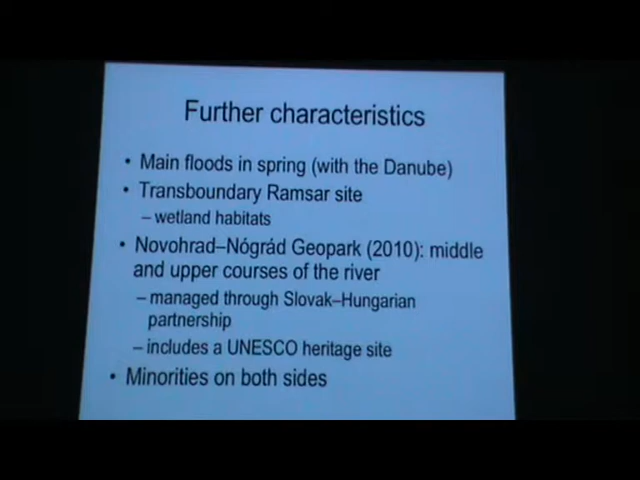 Further characteristics
• Main floods in spring (with the Danube)
• Transboundary Ramsar site
– wetland habitats
• Novohrad–Nógrád Geopark (2010): middle
and upper courses of the river
– managed through Slovak–Hungarian
partnership
– includes a UNESCO heritage site
• Minorities on both sides